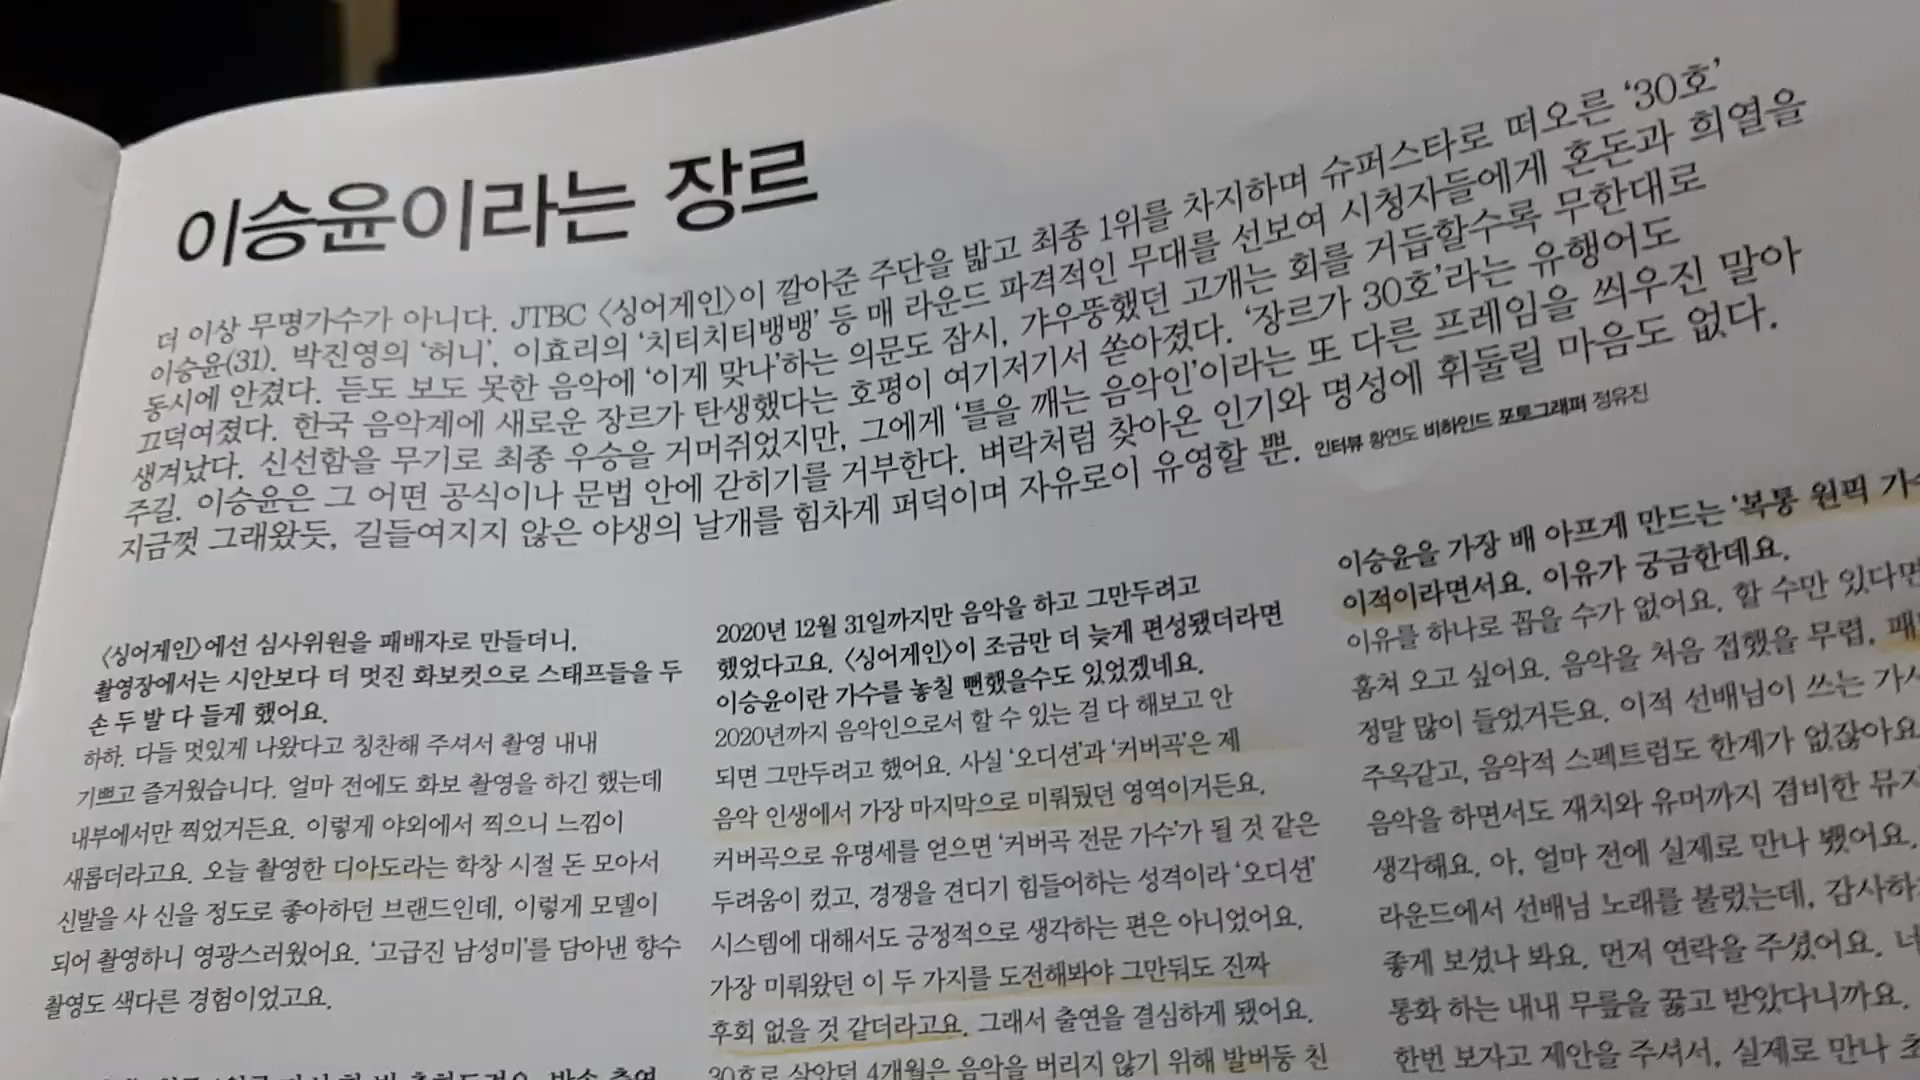 이승윤이라는 장르
더 이상 무명가수가 아니다. JTBC 〈싱어게인〉이 깔아준 주단을 밟고 최종 1위를 차지하며 슈퍼스타로 떠오른 ‘30호’
이승윤(31). 박진영의 ‘허니’, 이효리의 ‘치티치티뱅뱅’ 등 매 라운드 파격적인 무대를 선보여 시청자들에게 혼돈과 희열을
동시에 안겼다. 듣도 보도 못한 음악에 ‘이게 맞나’하는 의문도 잠시, 갸우뚱했던 고개는 회를 거듭할수록 무한대로
끄덕여졌다. 한국 음악계에 새로운 장르가 탄생했다는 호평이 여기저기서 쏟아졌다. ‘장르가 30호’라는 유행어도
생겨났다. 신선함을 무기로 최종 우승을 거머쥐었지만, 그에게 ‘틀을 깨는 음악인’이라는 또 다른 프레임을 씌우진 말아
주길. 이승윤은 그 어떤 공식이나 문법 안에 갇히기를 거부한다. 벼락처럼 찾아온 인기와 명성에 휘둘릴 마음도 없다.
지금껏 그래왔듯, 길들여지지 않은 야생의 날개를 힘차게 퍼덕이며 자유로이 유영할 뿐. 인터뷰 황연도 비하인드 포토그래퍼 정유진
〈싱어게인〉에선 심사위원을 패배자로 만들더니,
촬영장에서는 시안보다 더 멋진 화보컷으로 스태프들을 두
손 두 발 다 들게 했어요.
하하. 다들 멋있게 나왔다고 칭찬해 주셔서 촬영 내내
기쁘고 즐거웠습니다. 얼마 전에도 화보 촬영을 하긴 했는데
내부에서만 찍었거든요. 이렇게 야외에서 찍으니 느낌이
새롭더라고요. 오늘 촬영한 디아도라는 학창 시절 돈 모아서
신발을 사 신을 정도로 좋아하던 브랜드인데, 이렇게 모델이
되어 촬영하니 영광스러웠어요. ‘고급진 남성미’를 담아낸 향수
촬영도 색다른 경험이었고요.
2020년 12월 31일까지만 음악을 하고 그만두려고
했었다고요. 〈싱어게인〉이 조금만 더 늦게 편성됐더라면
이승윤이란 가수를 놓칠 뻔했을수도 있었겠네요.
2020년까지 음악인으로서 할 수 있는 걸 다 해보고 안
되면 그만두려고 했어요. 사실 ‘오디션’과 ‘커버곡’은 제
음악 인생에서 가장 마지막으로 미뤄뒀던 영역이거든요.
커버곡으로 유명세를 얻으면 ‘커버곡 전문 가수’가 될 것 같은
두려움이 컸고, 경쟁을 견디기 힘들어하는 성격이라 ‘오디션’
시스템에 대해서도 긍정적으로 생각하는 편은 아니었어요.
가장 미뤄왔던 이 두 가지를 도전해봐야 그만둬도 진짜
후회 없을 것 같더라고요. 그래서 출연을 결심하게 됐어요.
30호로 살았던 4개월은 음악을 버리지 않기 위해 발버둥 친
이승윤을 가장 배 아프게 만드는 ‘복통 원픽 가
이적이라면서요. 이유가 궁금한데요.
이유를 하나로 꼽을 수가 없어요. 할 수만 있다면
훔쳐 오고 싶어요. 음악을 처음 접했을 무렵,
정말 많이 들었거든요. 이적 선배님이 쓰는 가
주옥같고, 음악적 스펙트럼도 한계가 없잖아요
음악을 하면서도 재치와 유머까지 겸비한 뮤지
생각해요. 아, 얼마 전에 실제로 만나 뵀어요.
라운드에서 선배님 노래를 불렀는데, 감사하
좋게 보셨나 봐요. 먼저 연락을 주셨어요. 너
통화 하는 내내 무릎을 꿇고 받았다니까요.
한번 보자고 제안을 주셔서, 실제로 만나